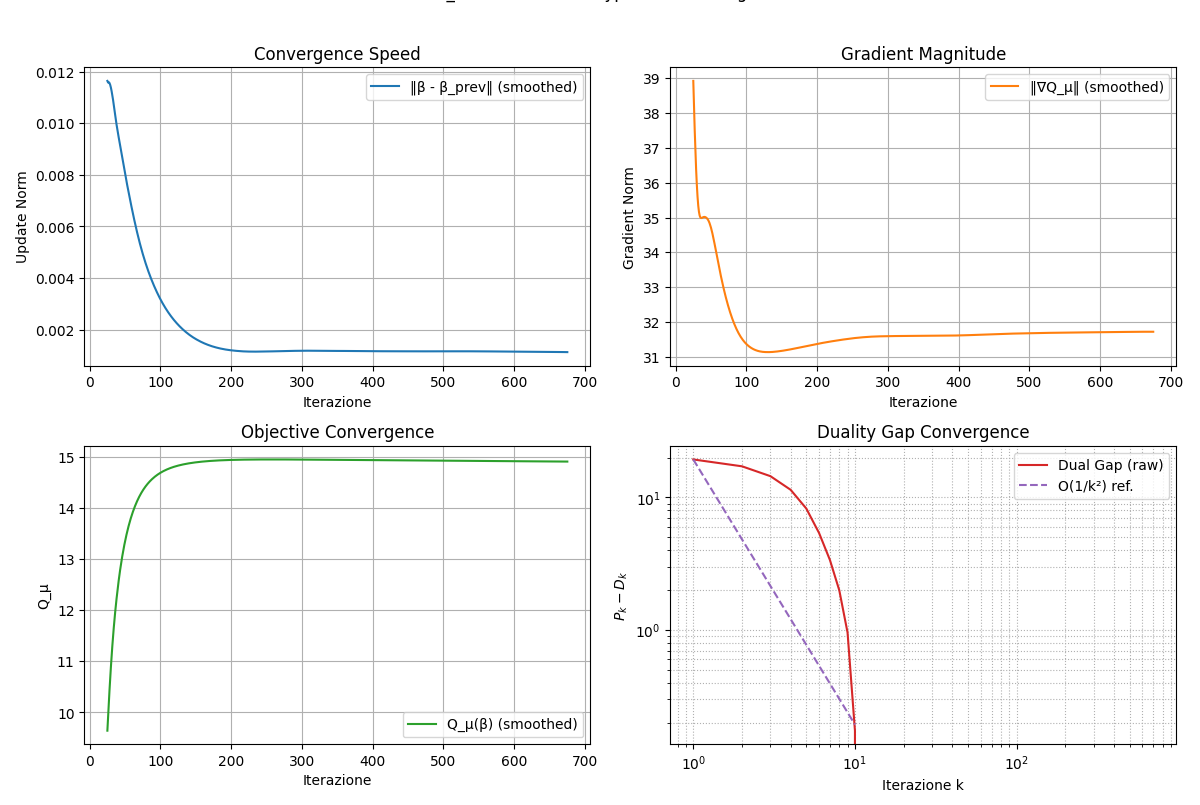 Convergence Speed
0.012
0.010
0.008
0.006
0.004
0.002
Update Norm
‖β - β_prev‖ (smoothed)
0 100 200 300 400 500 600 700
Iterazione
Gradient Magnitude
39
38
37
36
35
34
33
32
31
Gradient Norm
‖∇Q_μ‖ (smoothed)
0 100 200 300 400 500 600 700
Iterazione
Objective Convergence
15
14
13
12
11
10
Q_μ
Q_μ(β) (smoothed)
0 100 200 300 400 500 600 700
Iterazione
Duality Gap Convergence
10¹
10⁰
Pₖ − Dₖ
Dual Gap (raw)
O(1/k²) ref.
10⁰ 10¹ 10²
Iterazione k